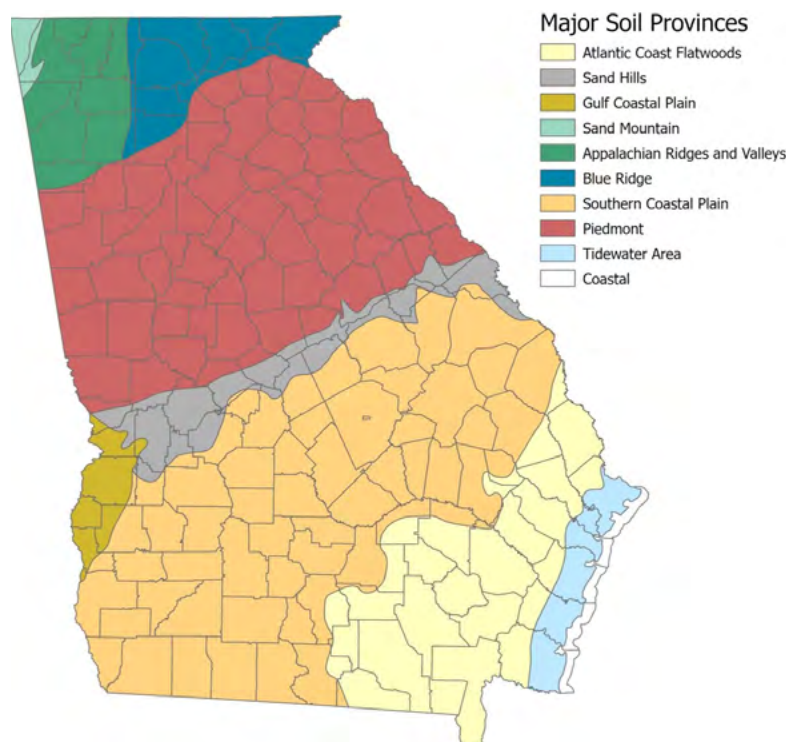 Major Soil Provinces
Atlantic Coast Flatwoods
Sand Hills
Gulf Coastal Plain
Sand Mountain
Appalachian Ridges and Valleys
Blue Ridge
Southern Coastal Plain
Piedmont
Tidewater Area
Coastal